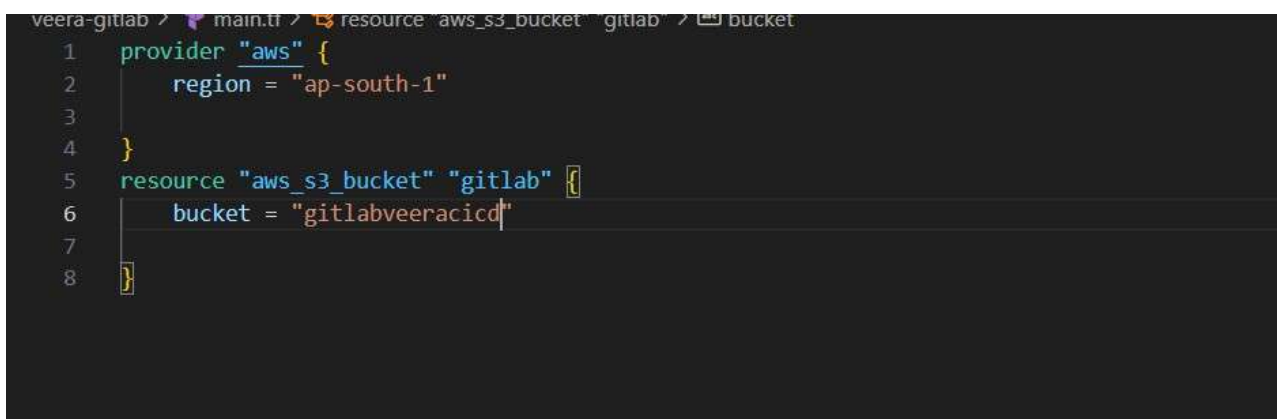 veera-gitlab > main.tf > resource "aws_s3_bucket" "gitlab" > bucket
1 provider "aws" {
2 region = "ap-south-1"
3
4 }
5 resource "aws_s3_bucket" "gitlab" {
6 bucket = "gitlabveeracicd"
7
8 }